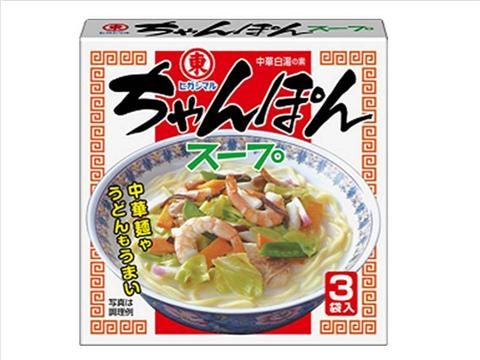 東
ヒガシマル
中華白湯の素
ちゃんぽん
スープ
中華麺や
うどんもうまい
写真は
調理例
3
袋入